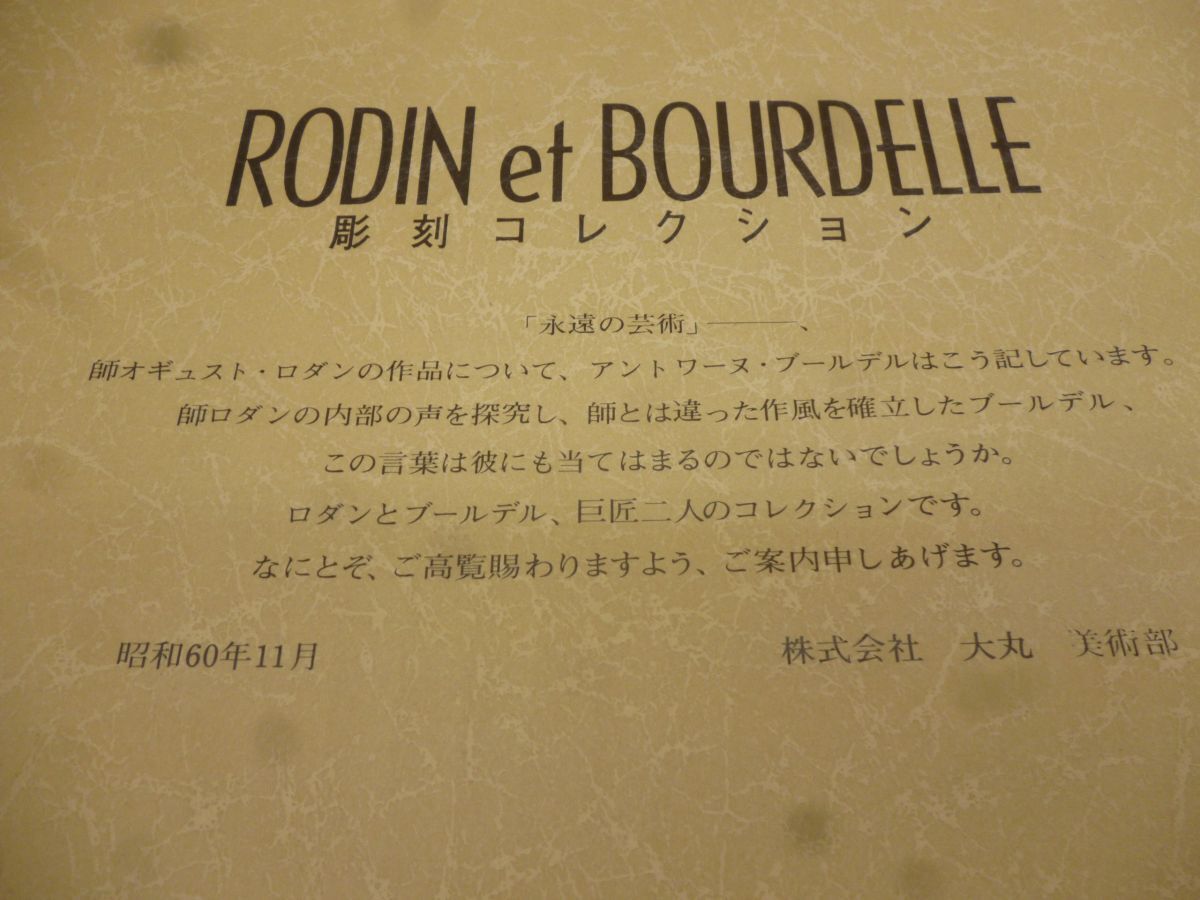 RODIN et BOURDELLE
彫刻コレクション
「永遠の芸術」———、
師オギュスト・ロダンの作品について、アントワーヌ・ブールデルはこう記しています。
師ロダンの内部の声を探究し、師とは違った作風を確立したブールデル、
この言葉は彼にも当てはまるのではないでしょうか。
ロダンとブールデル、巨匠二人のコレクションです。
なにとぞ、ご高覧賜わりますよう、ご案内申しあげます。
昭和60年11月　株式会社　大丸　美術部